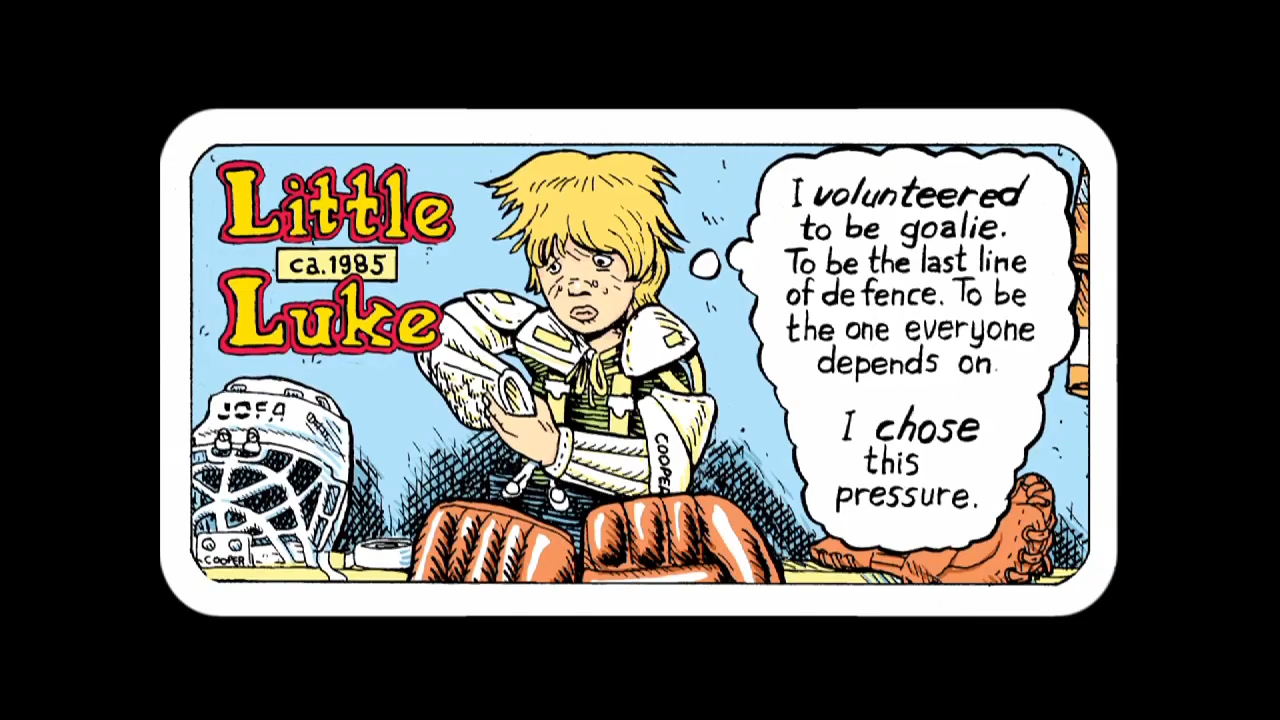 Little
ca.1985
Luke
I volunteered
to be goalie.
To be the last line
of defence. To be
the one everyone
depends on.
I chose
this
pressure.
JOFA
COOPER
COOPER